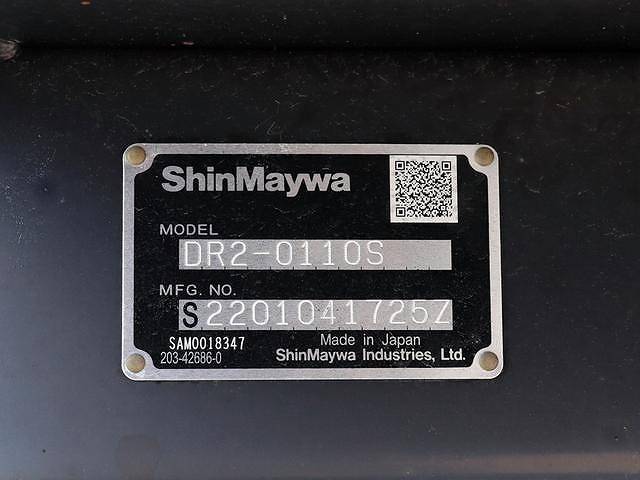 ShinMaywa
MODEL
DR2-0110S
MFG. NO.
S2201041725Z
SAM0018347
Made in Japan
203-42686-0
ShinMaywa Industries, Ltd.